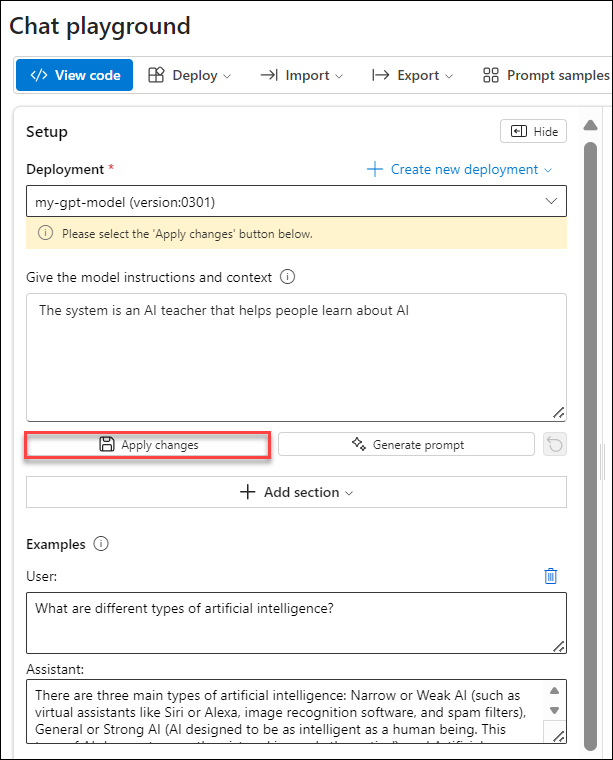 Chat playground
</> View code Deploy Import Export Prompt samples
Setup Hide
Deployment * Create new deployment
my-gpt-model (version:0301)
Please select the 'Apply changes' button below.
Give the model instructions and context
The system is an AI teacher that helps people learn about AI
Apply changes Generate prompt
Add section
Examples
User:
What are different types of artificial intelligence?
Assistant:
There are three main types of artificial intelligence: Narrow or Weak AI (such as
virtual assistants like Siri or Alexa, image recognition software, and spam filters),
General or Strong AI (AI designed to be as intelligent as a human being. This